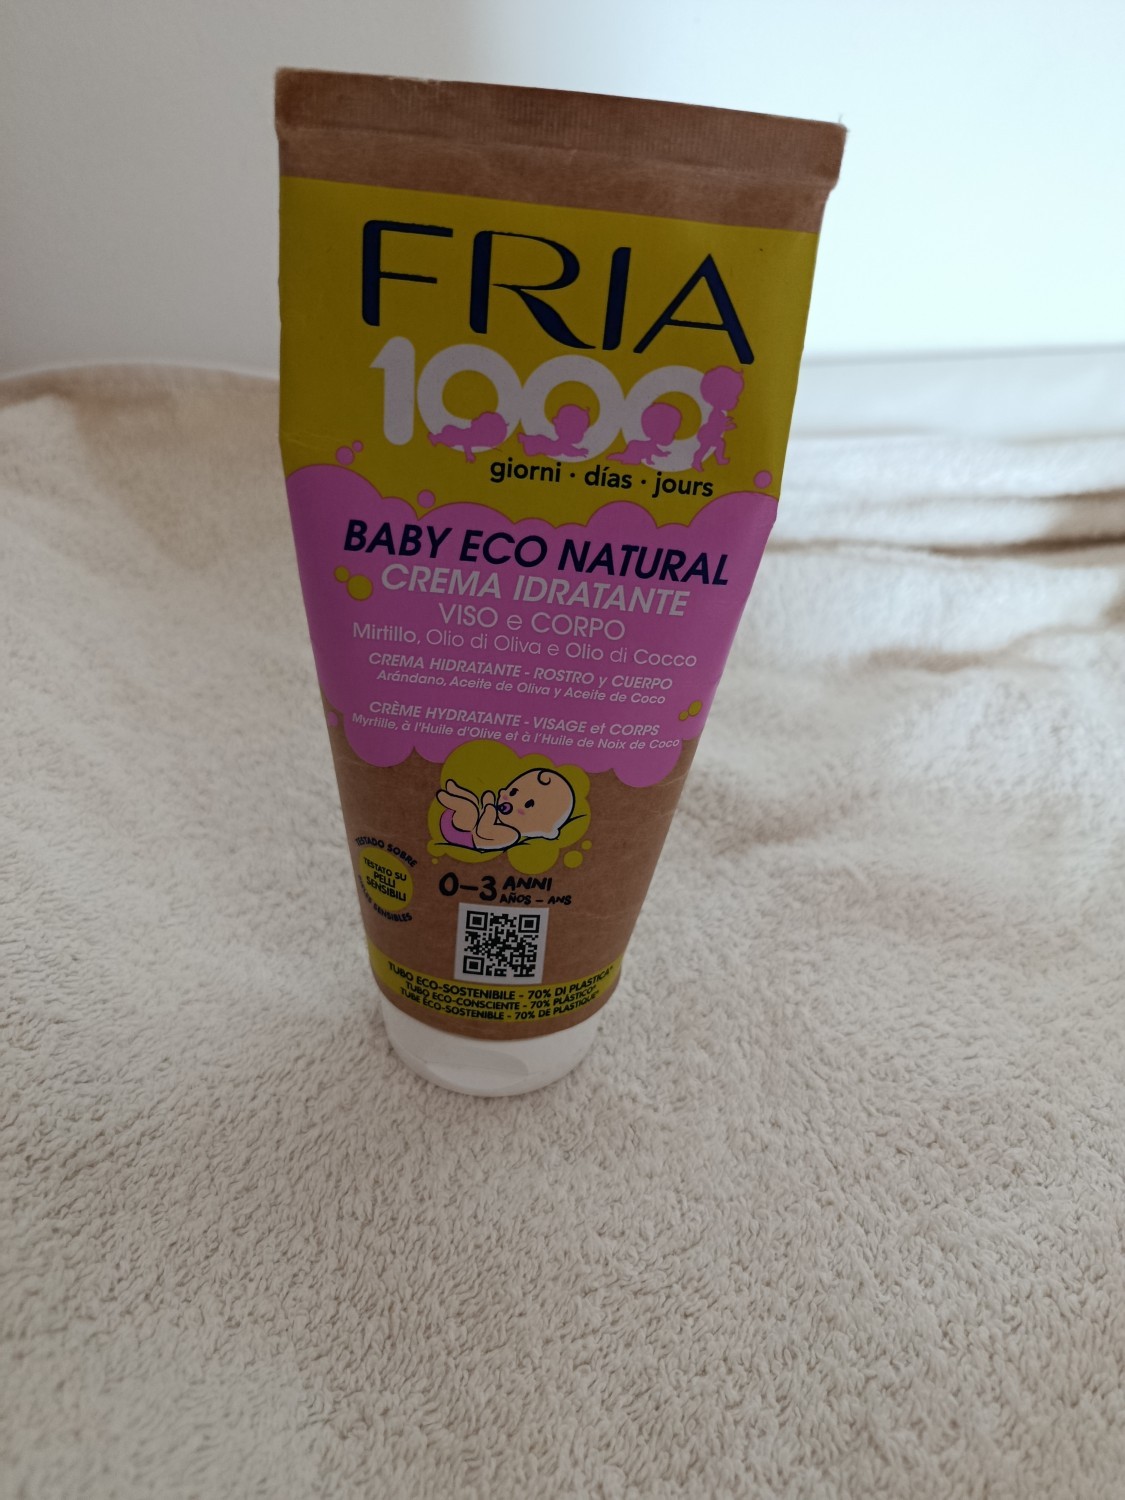 FRIA
1000
giorni · días · jours
BABY ECO NATURAL
CREMA IDRATANTE
VISO e CORPO
Mirtillo, Olio di Oliva e Olio di Cocco
CREMA HIDRATANTE - ROSTRO y CUERPO
Arándano, Aceite de Oliva y Aceite de Coco
CRÈME HYDRATANTE - VISAGE et CORPS
Myrtille, à l'Huile d'Olive et à l'Huile de Noix de Coco
TESTADO SOBRE
TESTATO SU
PELLI
SENSIBILI
SENSIBLES
0-3 ANNI
AÑOS - ANS
TUBO ECO-SOSTENIBILE - 70% DI PLASTICA*
TUBO ECO-CONSCIENTE - 70% PLÁSTICO*
TUBE ÉCO-SOSTENIBLE - 70% DE PLASTIQUE*